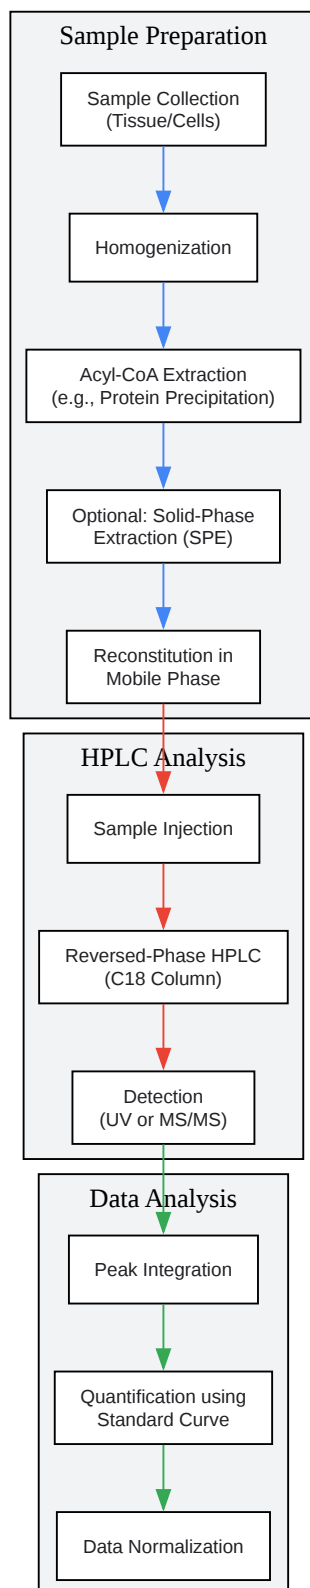 Sample Preparation
Sample Collection
(Tissue/Cells)
Homogenization
Acyl-CoA Extraction
(e.g., Protein Precipitation)
Optional: Solid-Phase
Extraction (SPE)
Reconstitution in
Mobile Phase
HPLC Analysis
Sample Injection
Reversed-Phase HPLC
(C18 Column)
Detection
(UV or MS/MS)
Data Analysis
Peak Integration
Quantification using
Standard Curve
Data Normalization